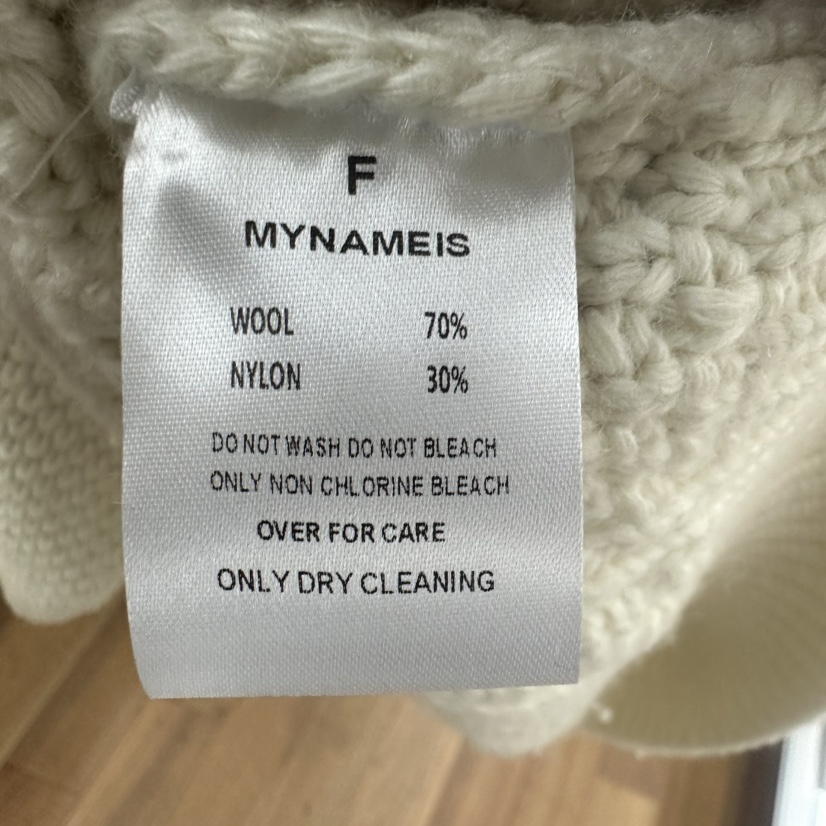 F
MYNAMEIS
WOOL 70%
NYLON 30%
DO NOT WASH DO NOT BLEACH
ONLY NON CHLORINE BLEACH
OVER FOR CARE
ONLY DRY CLEANING